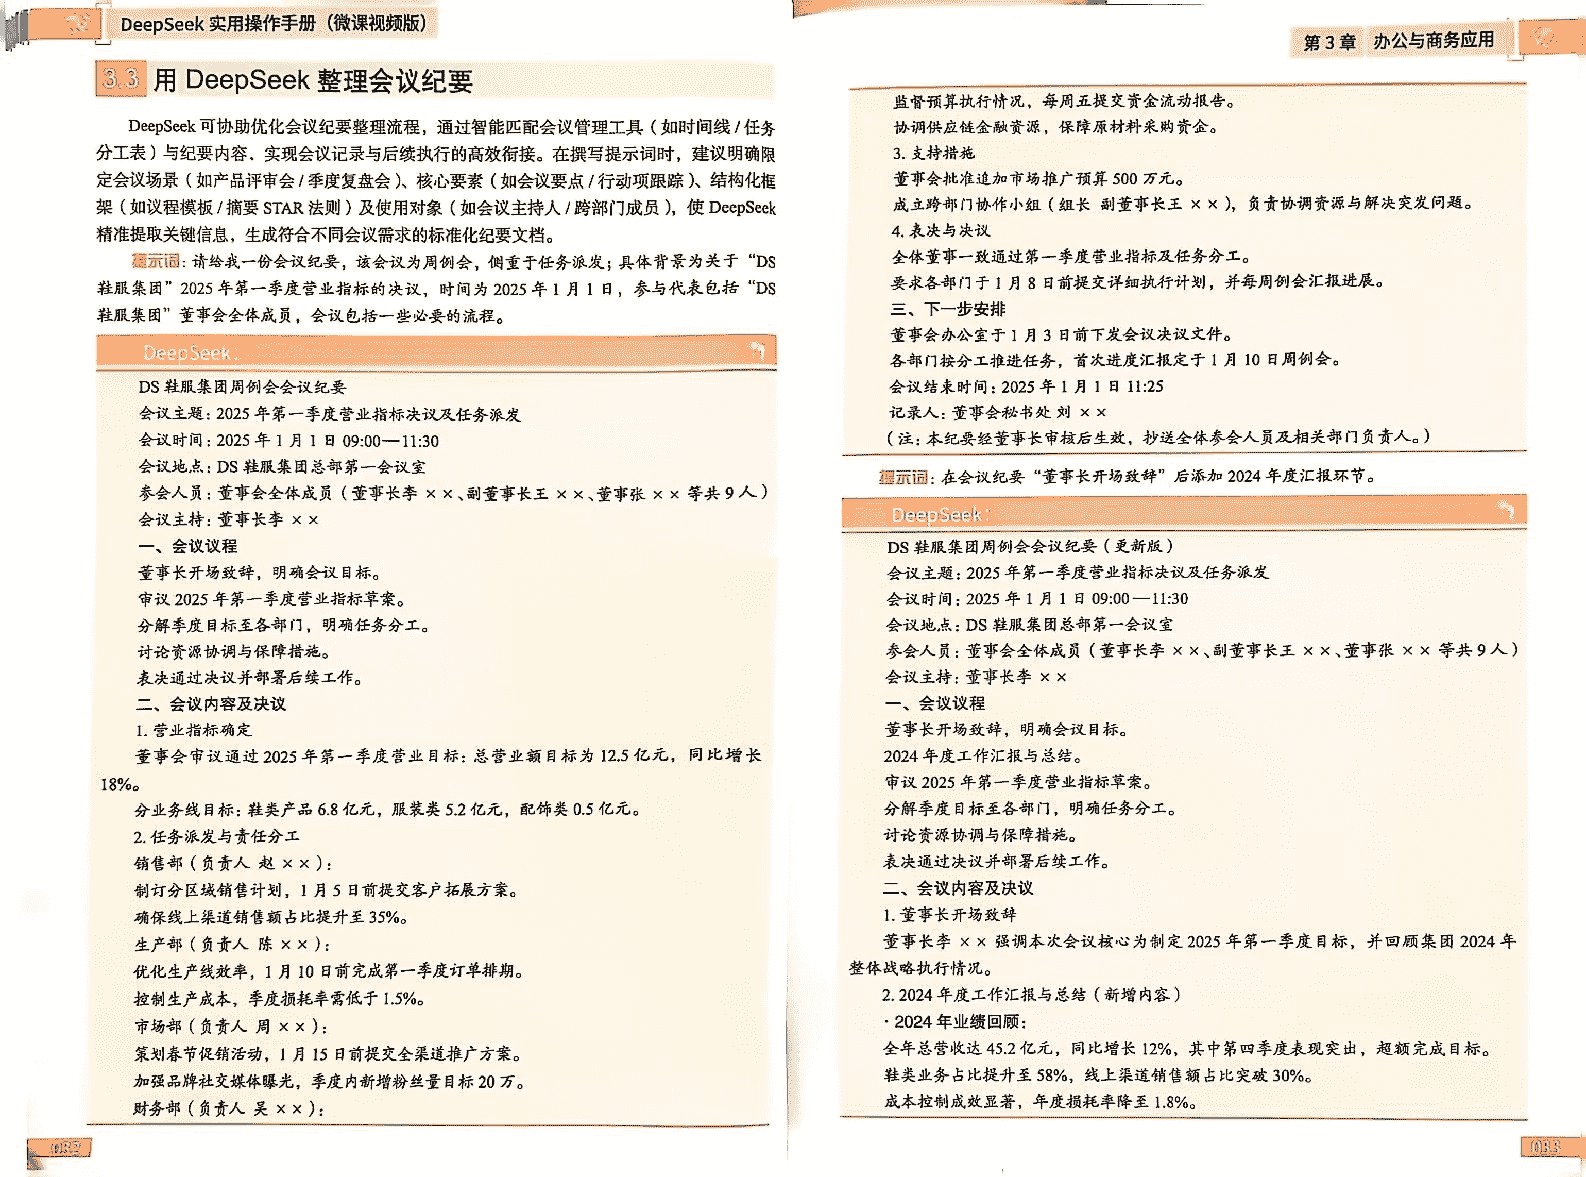 DeepSeek 实用操作手册（微课视频版）
3.3 用 DeepSeek 整理会议纪要
DeepSeek 可协助优化会议纪要整理流程，通过智能匹配会议管理工具（如时间线/任务
分工表）与纪要内容、实现会议记录与后续执行的高效衔接。在撰写提示词时，建议明确限
定会议场景（如产品评审会/季度复盘会）、核心要素（如会议要点/行动项跟踪）、结构化框
架（如议程模板/摘要 STAR 法则）及使用对象（如会议主持人/跨部门成员），使 DeepSeek
精准提取关键信息，生成符合不同会议需求的标准化纪要文档。
提示词：请给我一份会议纪要，该会议为周例会，侧重于任务派发；具体背景为关于“DS
鞋服集团”2025 年第一季度营业指标的决议，时间为 2025 年 1 月 1 日，参与代表包括“DS
鞋服集团”董事会全体成员，会议包括一些必要的流程。
DeepSeek：
DS 鞋服集团周例会会议纪要
会议主题：2025 年第一季度营业指标决议及任务派发
会议时间：2025 年 1 月 1 日 09:00—11:30
会议地点：DS 鞋服集团总部第一会议室
参会人员：董事会全体成员（董事长李 ××、副董事长王 ××、董事张 ×× 等共 9 人）
会议主持：董事长李 ××
一、会议议程
董事长开场致辞，明确会议目标。
审议 2025 年第一季度营业指标草案。
分解季度目标至各部门，明确任务分工。
讨论资源协调与保障措施。
表决通过决议并部署后续工作。
二、会议内容及决议
1. 营业指标确定
董事会审议通过 2025 年第一季度营业目标：总营业额目标为 12.5 亿元，同比增长
18%。
分业务线目标：鞋类产品 6.8 亿元，服装类 5.2 亿元，配饰类 0.5 亿元。
2. 任务派发与责任分工
销售部（负责人 赵 ××）：
制订分区域销售计划，1 月 5 日前提交客户拓展方案。
确保线上渠道销售额占比提升至 35%。
生产部（负责人 陈 ××）：
优化生产线效率，1 月 10 日前完成第一季度订单排期。
控制生产成本，季度损耗率需低于 1.5%。
市场部（负责人 周 ××）：
策划春节促销活动，1 月 15 日前提交全渠道推广方案。
加强品牌社交媒体曝光，季度内新增粉丝量目标 20 万。
财务部（负责人 吴 ××）：
032
第 3 章 办公与商务应用
监督预算执行情况，每周五提交资金流动报告。
协调供应链金融资源，保障原材料采购资金。
3. 支持措施
董事会批准追加市场推广预算 500 万元。
成立跨部门协作小组（组长 副董事长王 ××），负责协调资源与解决突发问题。
4. 表决与决议
全体董事一致通过第一季度营业指标及任务分工。
要求各部门于 1 月 8 日前提交详细执行计划，并每周例会汇报进展。
三、下一步安排
董事会办公室于 1 月 3 日前下发会议决议文件。
各部门按分工推进任务，首次进度汇报定于 1 月 10 日周例会。
会议结束时间：2025 年 1 月 1 日 11:25
记录人：董事会秘书处 刘 ××
（注：本纪要经董事长审核后生效，抄送全体参会人员及相关部门负责人。）
提示词：在会议纪要“董事长开场致辞”后添加 2024 年度汇报环节。
DeepSeek：
DS 鞋服集团周例会会议纪要（更新版）
会议主题：2025 年第一季度营业指标决议及任务派发
会议时间：2025 年 1 月 1 日 09:00—11:30
会议地点：DS 鞋服集团总部第一会议室
参会人员：董事会全体成员（董事长李 ××、副董事长王 ××、董事张 ×× 等共 9 人）
会议主持：董事长李 ××
一、会议议程
董事长开场致辞，明确会议目标。
2024 年度工作汇报与总结。
审议 2025 年第一季度营业指标草案。
分解季度目标至各部门，明确任务分工。
讨论资源协调与保障措施。
表决通过决议并部署后续工作。
二、会议内容及决议
1. 董事长开场致辞
董事长李 ×× 强调本次会议核心为制定 2025 年第一季度目标，并回顾集团 2024 年
整体战略执行情况。
2. 2024 年度工作汇报与总结（新增内容）
· 2024 年业绩回顾：
全年总营收达 45.2 亿元，同比增长 12%，其中第四季度表现突出，超额完成目标。
鞋类业务占比提升至 58%，线上渠道销售额占比突破 30%。
成本控制成效显著，年度损耗率降至 1.8%。
033